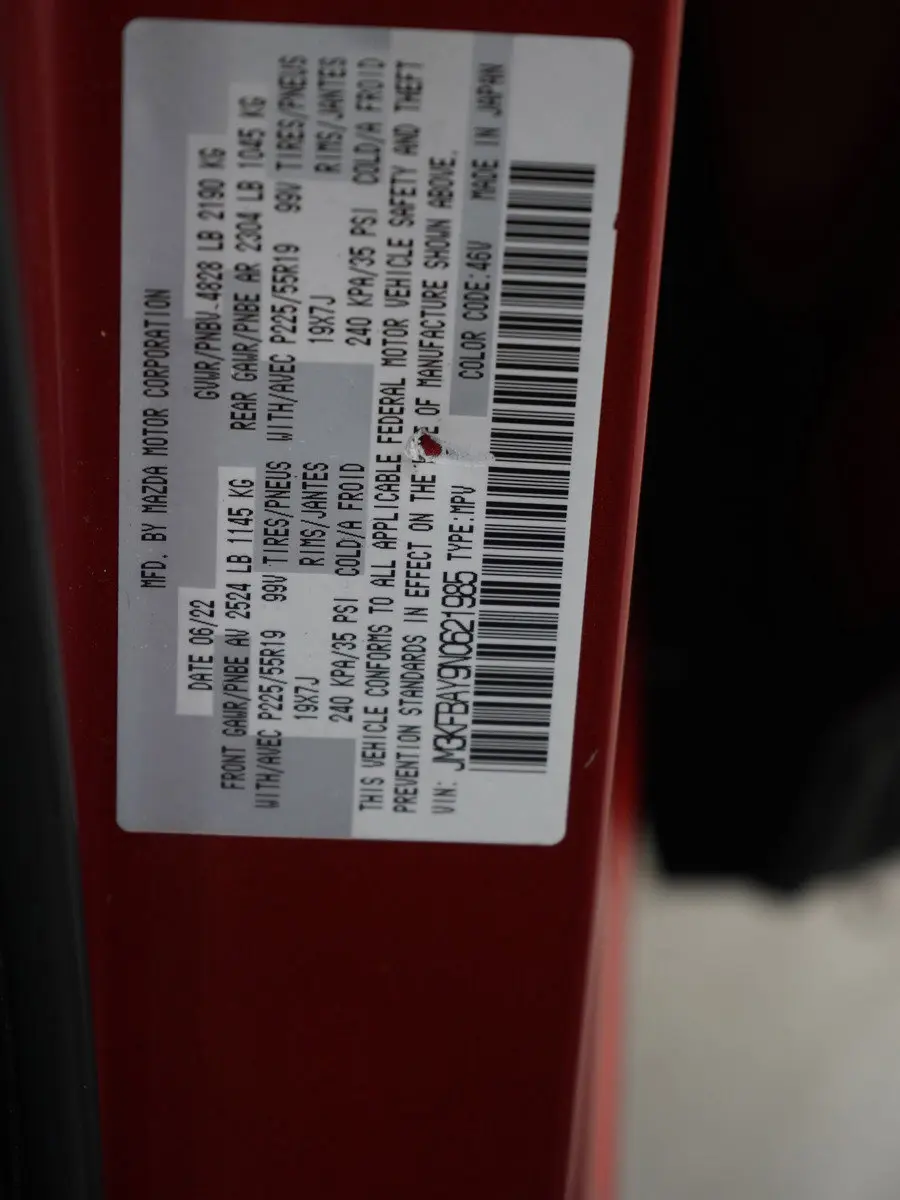 MFD. BY MAZDA MOTOR CORPORATION
DATE 06/22 GVWR/PNBV 4828 LB 2190 KG
FRONT GAWR/PNBE AV 2524 LB 1145 KG REAR GAWR/PNBE AR 2304 LB 1045 KG
WITH/AVEC P225/55R19 99V TIRES/PNEUS WITH/AVEC P225/55R19 99V TIRES/PNEUS
19X7J RIMS/JANTES 19X7J RIMS/JANTES
240 KPA/35 PSI COLD/A FROID 240 KPA/35 PSI COLD/A FROID
THIS VEHICLE CONFORMS TO ALL APPLICABLE FEDERAL MOTOR VEHICLE SAFETY AND THEFT
PREVENTION STANDARDS IN EFFECT ON THE OF MANUFACTURE SHOWN ABOVE.
VIN: JM3KFBAY9N0621985 TYPE:MPV COLOR CODE:46V MADE IN JAPAN